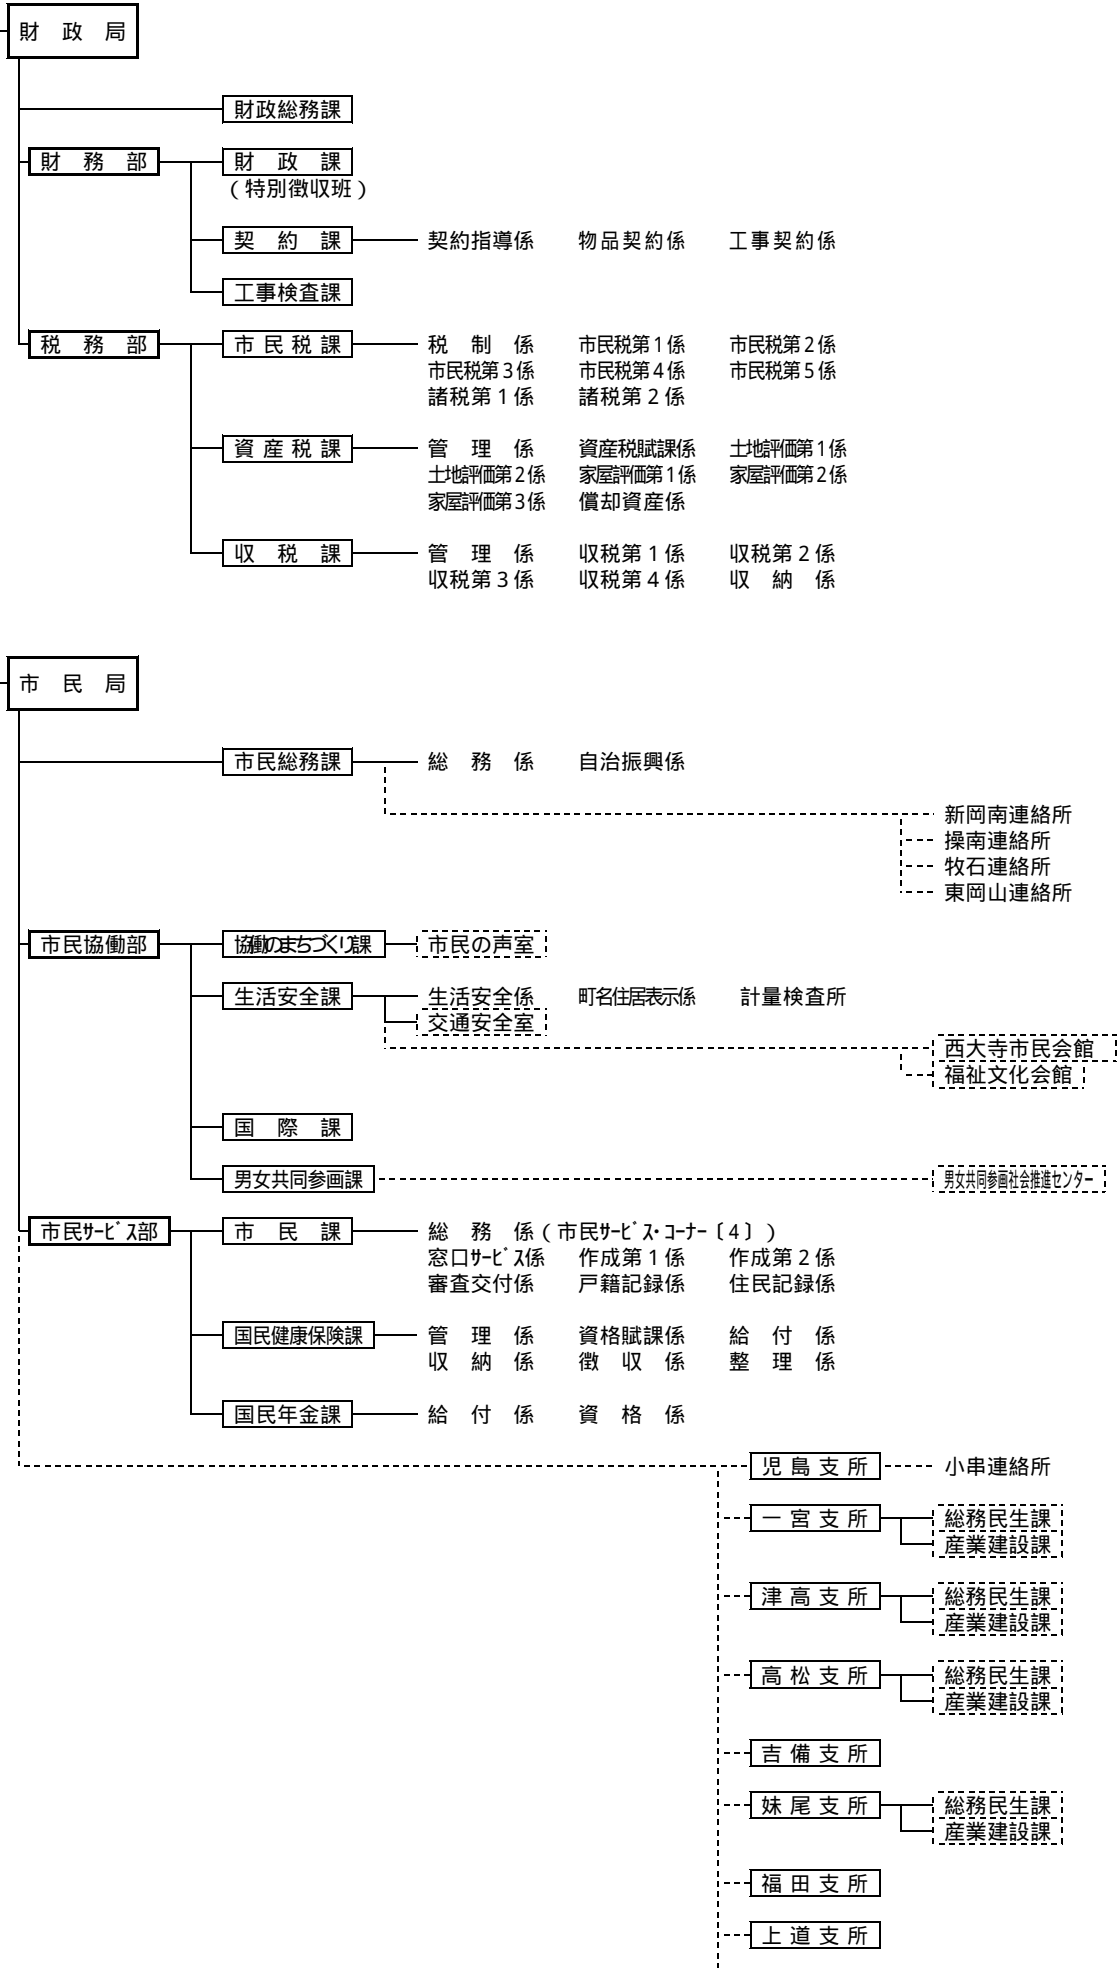 財　政　局
財政総務課
財　務　部　財　政　課
（特別徴収班）
契　約　課　契約指導係　物品契約係　工事契約係
工事検査課
税　務　部　市民税課　税　制　係　市民税第１係　市民税第２係
市民税第３係　市民税第４係　市民税第５係
諸税第１係　諸税第２係
資産税課　管　理　係　資産税賦課係　土地評価第１係
土地評価第２係　家屋評価第１係　家屋評価第２係
家屋評価第３係　償却資産係
収　税　課　管　理　係　収税第１係　収税第２係
収税第３係　収税第４係　収　納　係
市　民　局
市民総務課　総　務　係　自治振興係
新岡南連絡所
操南連絡所
牧石連絡所
東岡山連絡所
市民協働部　協働のまちづくり課　市民の声室
生活安全課　生活安全係　町名住居表示係　計量検査所
交通安全室
西大寺市民会館
福祉文化会館
国　際　課
男女共同参画課　男女共同参画社会推進センター
市民ｻｰﾋﾞｽ部　市　民　課　総　務　係（市民ｻｰﾋﾞｽ・ｺｰﾅｰ〔4〕）
窓口ｻｰﾋﾞｽ係　作成第１係　作成第２係
審査交付係　戸籍記録係　住民記録係
国民健康保険課　管　理　係　資格賦課係　給　付　係
収　納　係　徴　収　係　整　理　係
国民年金課　給　付　係　資　格　係
児島支所　小串連絡所
一宮支所　総務民生課
産業建設課
津高支所　総務民生課
産業建設課
高松支所　総務民生課
産業建設課
吉備支所
妹尾支所　総務民生課
産業建設課
福田支所
上道支所